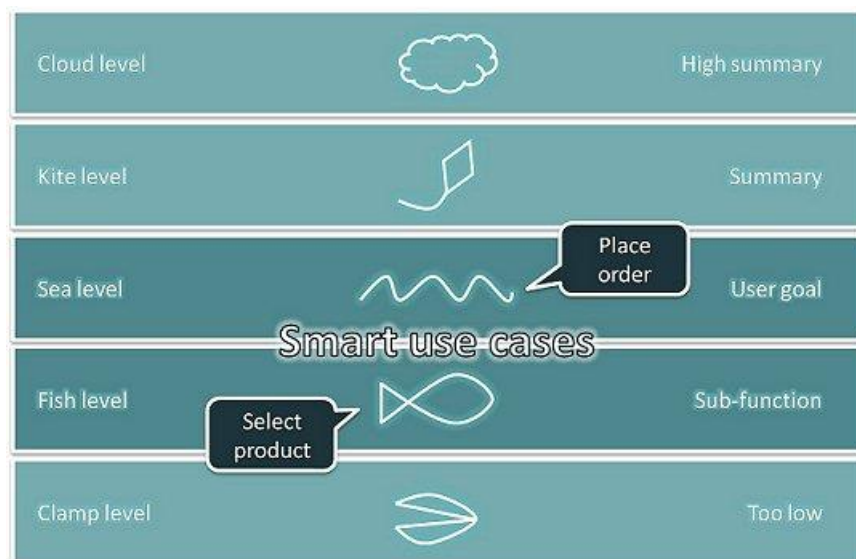 Cloud level High summary
Kite level Summary
Place
order
Sea level User goal
Smart use cases
Fish level Sub-function
Select
product
Clamp level Too low